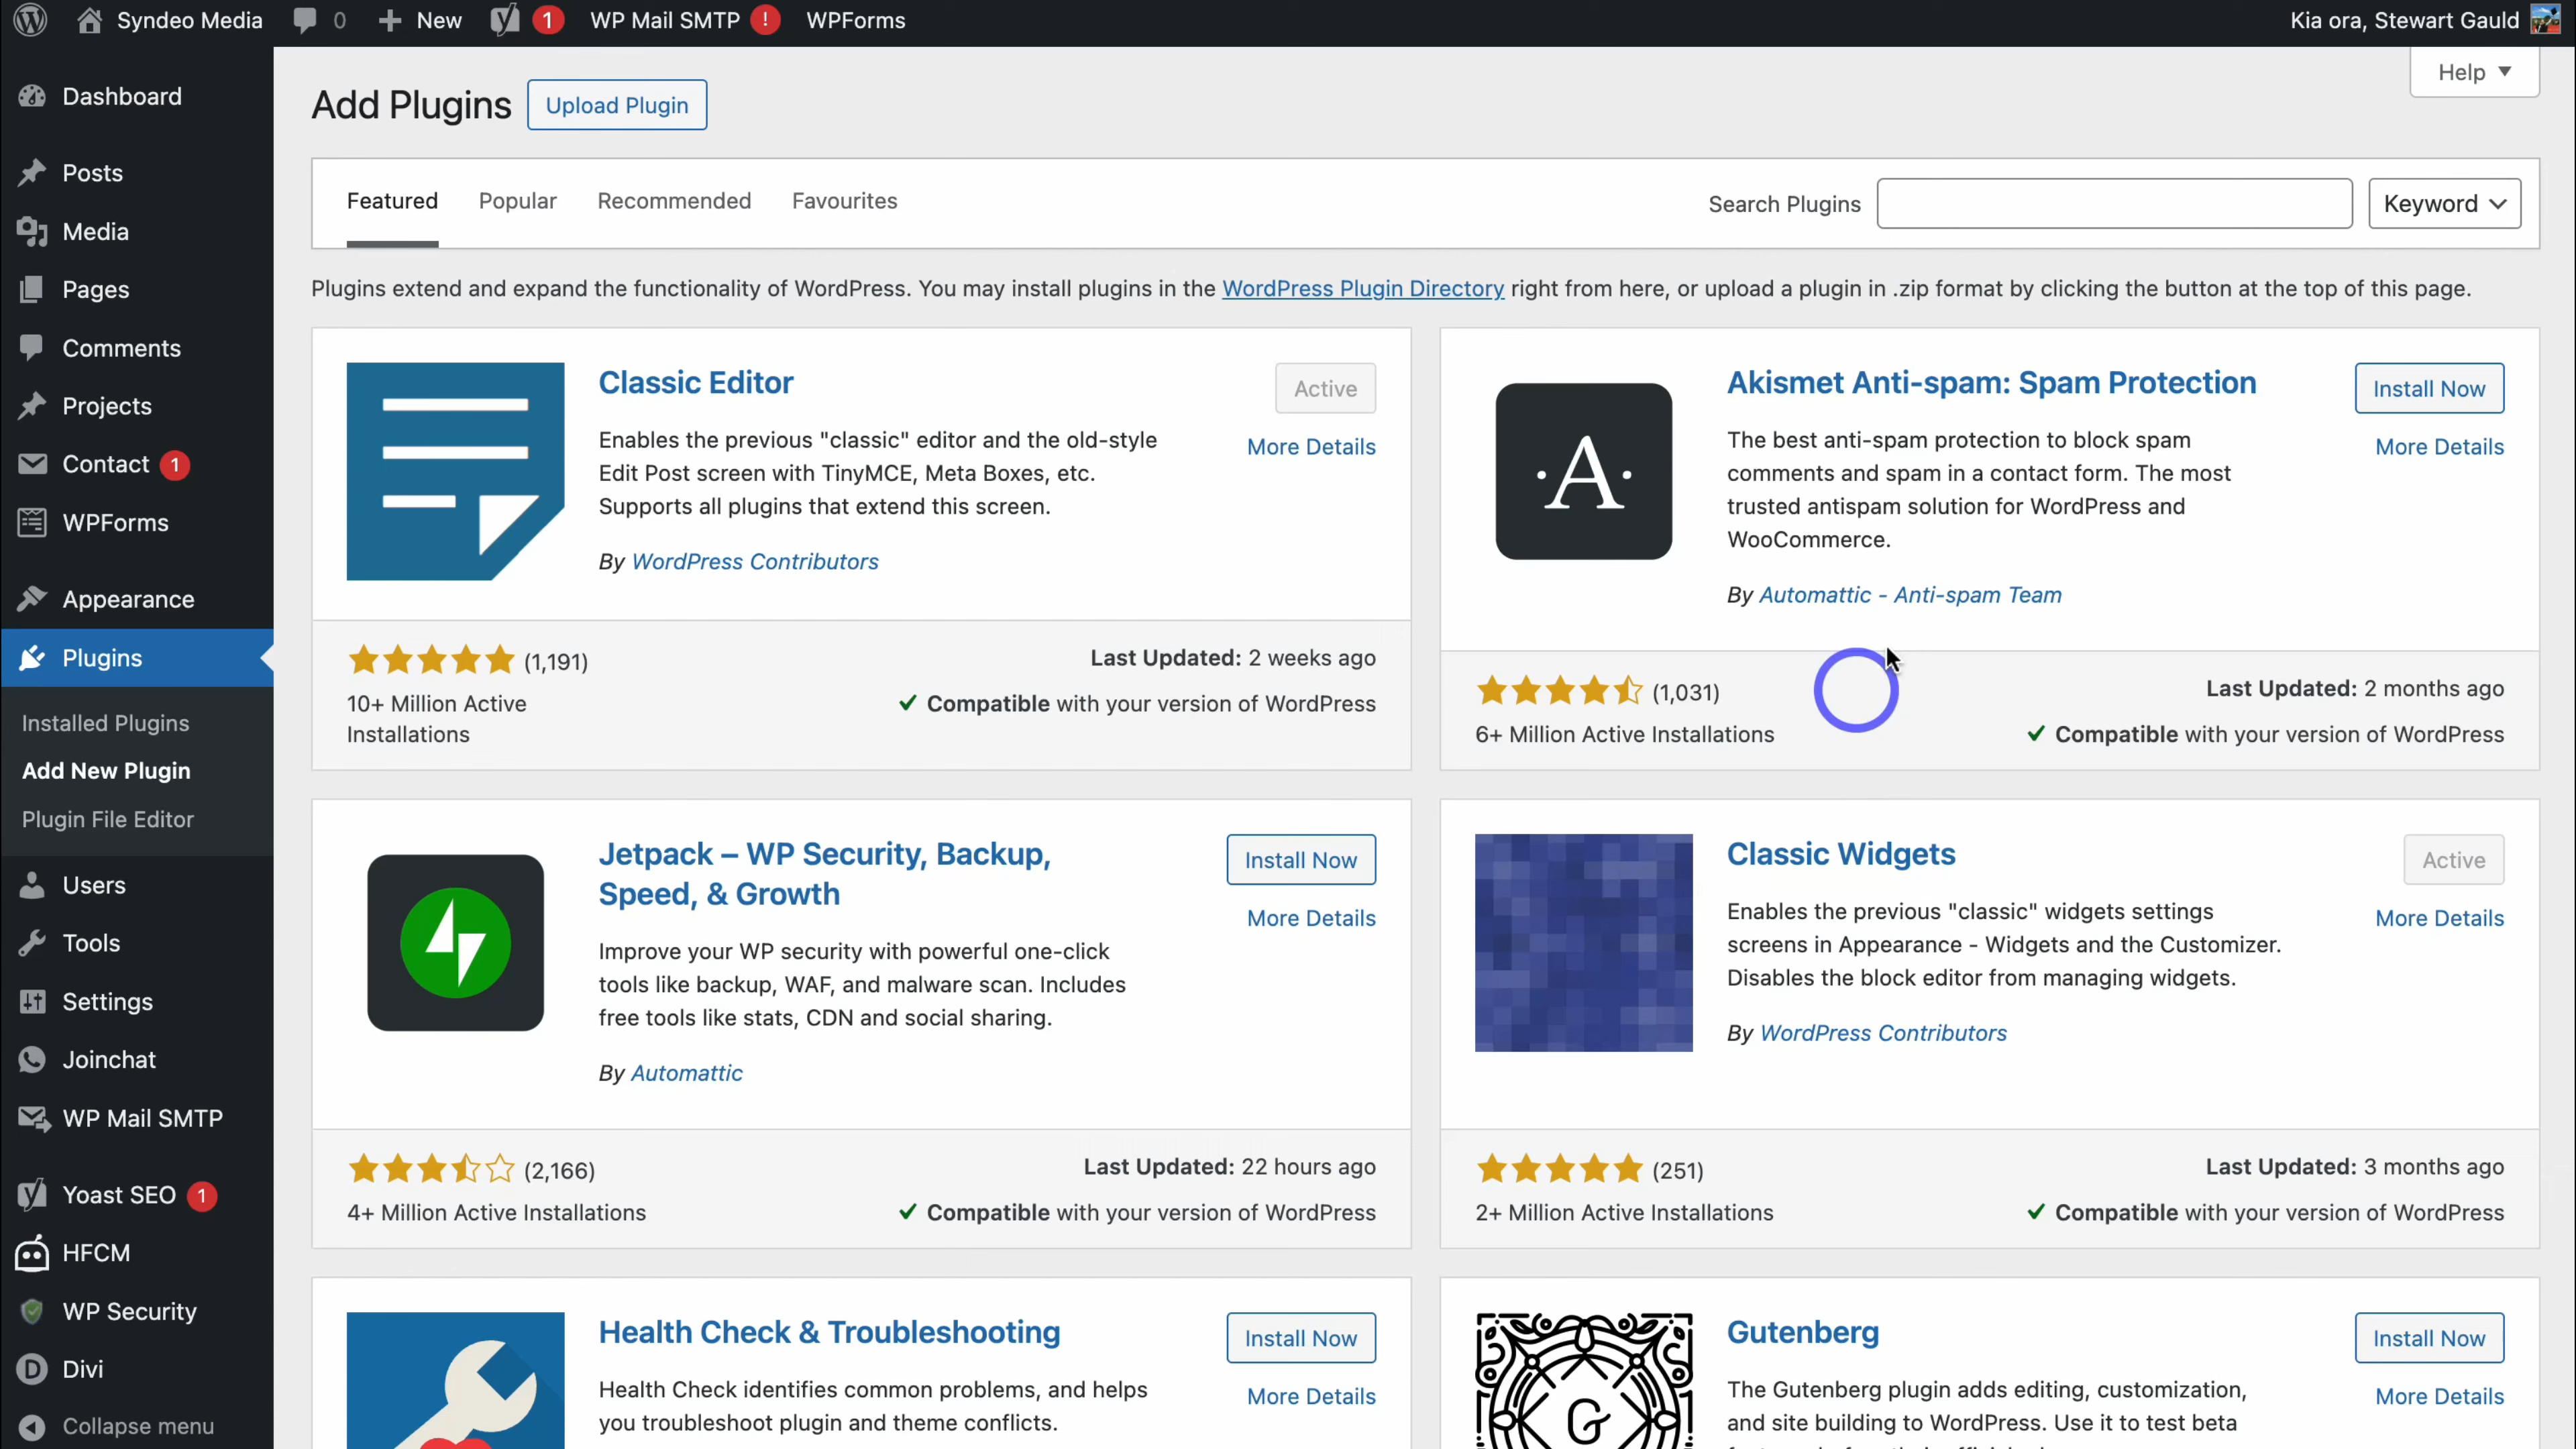 Syndeo Media
0
New
1
WP Mail SMTP
!
WPForms
Kia ora, Stewart Gauld
Dashboard
Posts
Media
Pages
Comments
Projects
Contact 1
WPForms
Appearance
Plugins
Installed Plugins
Add New Plugin
Plugin File Editor
Users
Tools
Settings
Joinchat
WP Mail SMTP
Yoast SEO 1
HFCM
WP Security
Divi
Collapse menu
Help
Add Plugins
Upload Plugin
Featured
Popular
Recommended
Favourites
Search Plugins
Keyword
Plugins extend and expand the functionality of WordPress. You may install plugins in the WordPress Plugin Directory right from here, or upload a plugin in .zip format by clicking the button at the top of this page.
Classic Editor
Active
More Details
Enables the previous "classic" editor and the old-style
Edit Post screen with TinyMCE, Meta Boxes, etc.
Supports all plugins that extend this screen.
By WordPress Contributors
(1,191)
10+ Million Active
Installations
Last Updated: 2 weeks ago
Compatible with your version of WordPress
·A·
Akismet Anti-spam: Spam Protection
Install Now
More Details
The best anti-spam protection to block spam
comments and spam in a contact form. The most
trusted antispam solution for WordPress and
WooCommerce.
By Automattic - Anti-spam Team
(1,031)
6+ Million Active Installations
Last Updated: 2 months ago
Compatible with your version of WordPress
Jetpack – WP Security, Backup,
Speed, & Growth
Install Now
More Details
Improve your WP security with powerful one-click
tools like backup, WAF, and malware scan. Includes
free tools like stats, CDN and social sharing.
By Automattic
(2,166)
4+ Million Active Installations
Last Updated: 22 hours ago
Compatible with your version of WordPress
Classic Widgets
Active
More Details
Enables the previous "classic" widgets settings
screens in Appearance - Widgets and the Customizer.
Disables the block editor from managing widgets.
By WordPress Contributors
(251)
2+ Million Active Installations
Last Updated: 3 months ago
Compatible with your version of WordPress
Health Check & Troubleshooting
Install Now
More Details
Health Check identifies common problems, and helps
you troubleshoot plugin and theme conflicts.
G
Gutenberg
Install Now
More Details
The Gutenberg plugin adds editing, customization,
and site building to WordPress. Use it to test beta